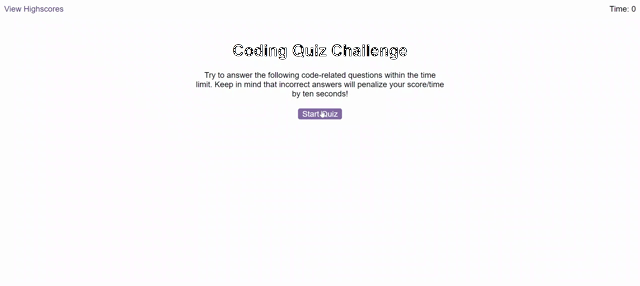 View Highscores
Time: 0
Coding Quiz Challenge
Try to answer the following code-related questions within the time
limit. Keep in mind that incorrect answers will penalize your score/time
by ten seconds!
Start Quiz